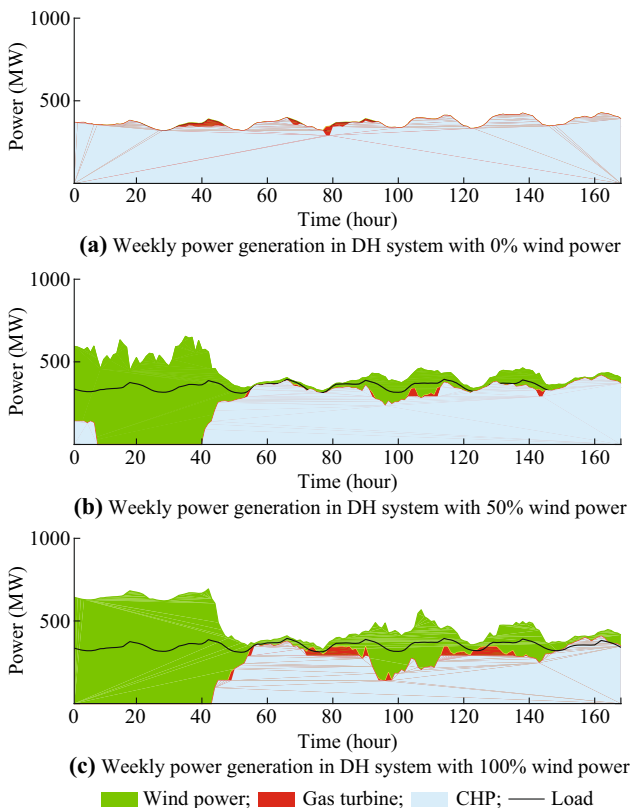 1000
500
Power (MW)
0 20 40 60 80 100 120 140 160
Time (hour)
(a) Weekly power generation in DH system with 0% wind power
1000
500
Power (MW)
0 20 40 60 80 100 120 140 160
Time (hour)
(b) Weekly power generation in DH system with 50% wind power
1000
500
Power (MW)
0 20 40 60 80 100 120 140 160
Time (hour)
(c) Weekly power generation in DH system with 100% wind power
Wind power; Gas turbine; CHP; Load